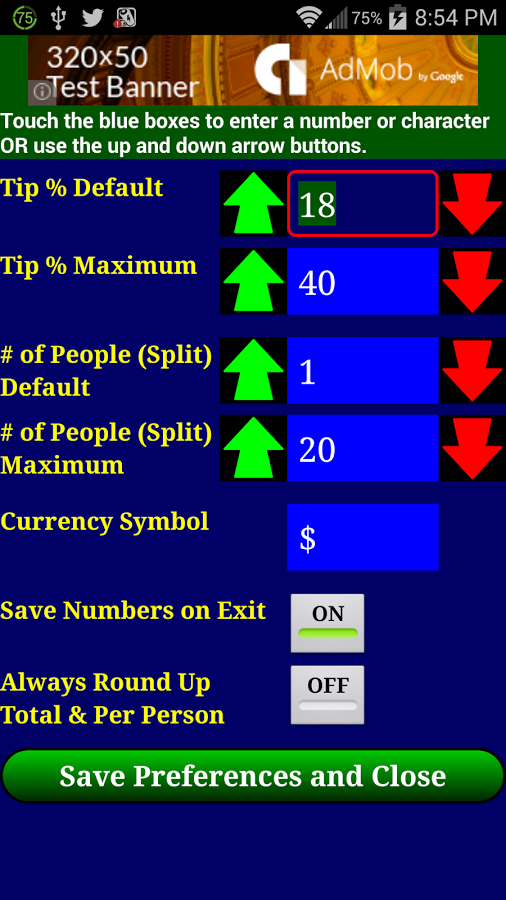 75 75% 8:54 PM
320×50
Test Banner
AdMob by Google
Touch the blue boxes to enter a number or character
OR use the up and down arrow buttons.
Tip % Default
18
Tip % Maximum
40
# of People (Split)
Default
1
# of People (Split)
Maximum
20
Currency Symbol
$
Save Numbers on Exit
ON
Always Round Up
Total & Per Person
OFF
Save Preferences and Close